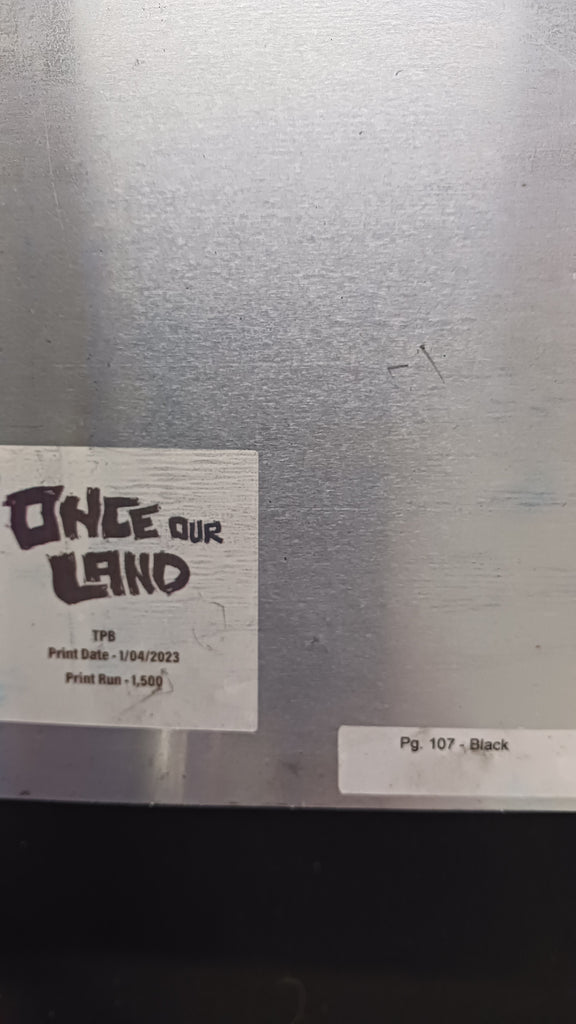 ONCE OUR
LAND
TPB
Print Date - 1/04/2023
Print Run - 1,500
Pg. 107 - Black